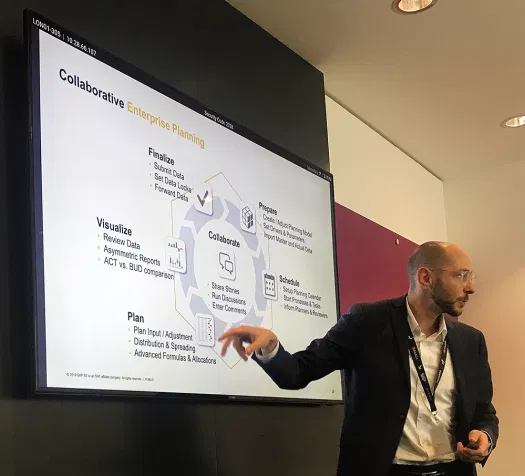 LON01-305 | 10.28.66.107
Collaborative Enterprise Planning
Finalize
Submit Data
Set Data Locks
Forward Data
Prepare
Create / Adjust Planning Model
Set Drivers & Parameters
Import Master and Actual Data
Visualize
Review Data
Asymmetric Reports
ACT vs. BUD comparison
Collaborate
Share Stories
Run Discussions
Enter Comments
Schedule
Setup Planning Calendar
Start Processes & Tasks
Inform Planners & Reviewers
Plan
Plan Input / Adjustment
Distribution & Spreading
Advanced Formulas & Allocations